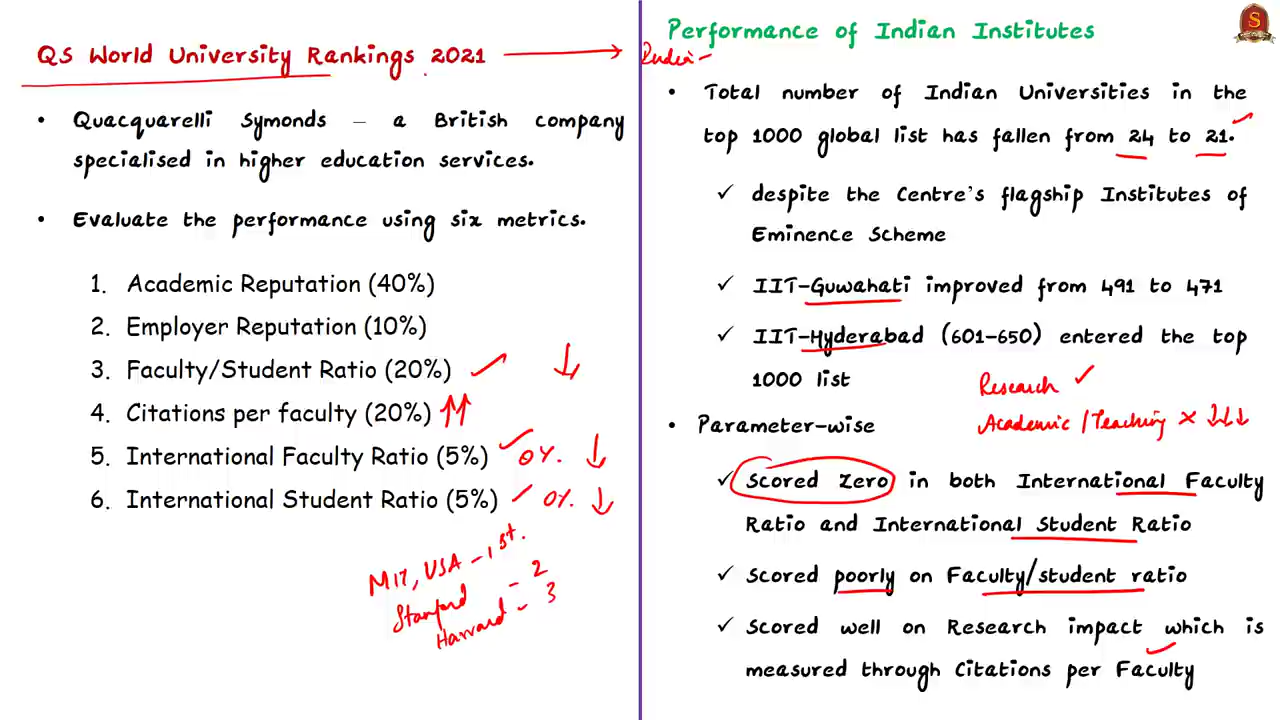 QS World University Rankings 2021
• Quacquarelli Symonds – a British company
specialised in higher education services.
• Evaluate the performance using six metrics.
1. Academic Reputation (40%)
2. Employer Reputation (10%)
3. Faculty/Student Ratio (20%) ✓ ↓
4. Citations per faculty (20%) ↑↑
5. International Faculty Ratio (5%) ✓ 0%. ↓
6. International Student Ratio (5%) ✓ 0%. ↓
MIT, USA - 1st.
Stanford - 2
Harvard - 3
Performance of Indian Institutes
• Total number of Indian Universities in the
top 1000 global list has fallen from 24 to 21.
✓ despite the Centre's flagship Institutes of
Eminence Scheme
✓ IIT-Guwahati improved from 491 to 471
✓ IIT-Hyderabad (601-650) entered the top
1000 list
Research ✓
Academic/Teaching × ↓↓↓
• Parameter-wise
✓ Scored Zero in both International Faculty
Ratio and International Student Ratio
✓ Scored poorly on Faculty/student ratio
✓ Scored well on Research impact which is
measured through Citations per Faculty
S